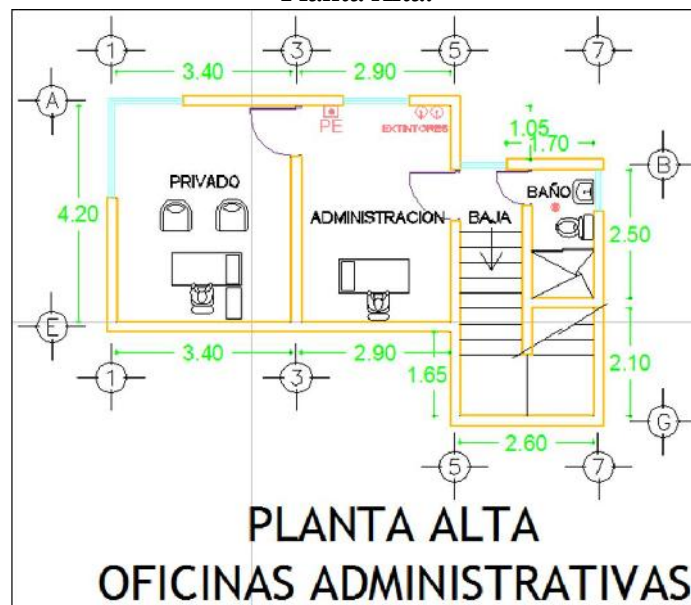 Planta Alta.
1
3
5
7
3.40
2.90
A
PE
EXTINTORES
1.05
1.70
B
PRIVADO
BAÑO
ADMINISTRACION
BAJA
4.20
2.50
E
3.40
2.90
1.65
2.10
1
3
G
2.60
5
7
PLANTA ALTA
OFICINAS ADMINISTRATIVAS